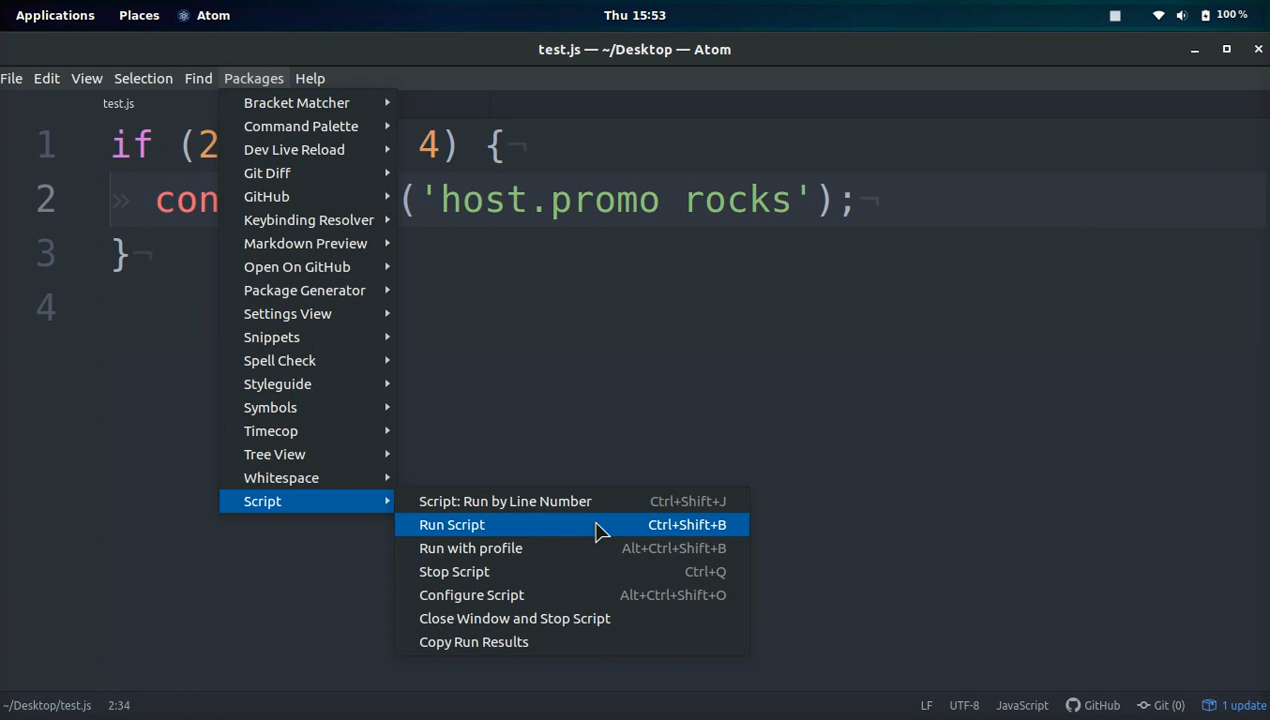 Applications Places Atom Thu 15:53 100 %
test.js — ~/Desktop — Atom
File Edit View Selection Find Packages Help
test.js
1 if (2 4) {¬
2 » con ('host.promo rocks');¬
3 }¬
4
Bracket Matcher
Command Palette
Dev Live Reload
Git Diff
GitHub
Keybinding Resolver
Markdown Preview
Open On GitHub
Package Generator
Settings View
Snippets
Spell Check
Styleguide
Symbols
Timecop
Tree View
Whitespace
Script
Script: Run by Line Number Ctrl+Shift+J
Run Script Ctrl+Shift+B
Run with profile Alt+Ctrl+Shift+B
Stop Script Ctrl+Q
Configure Script Alt+Ctrl+Shift+O
Close Window and Stop Script
Copy Run Results
~/Desktop/test.js 2:34 LF UTF-8 JavaScript GitHub Git (0) 1 update